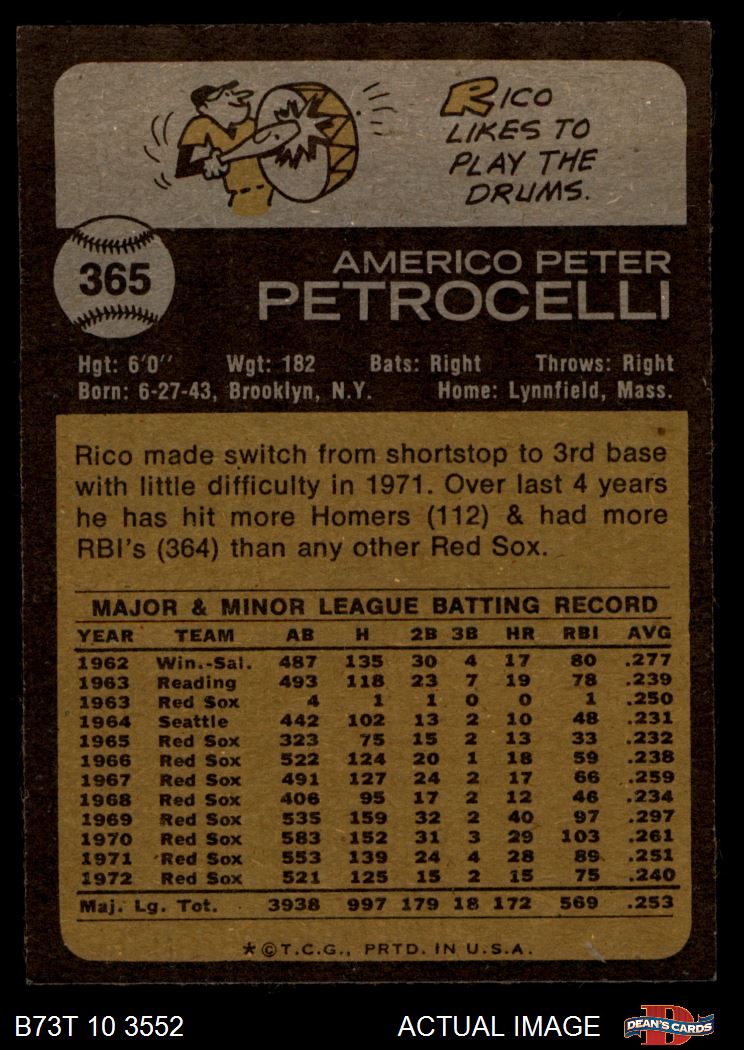 RICO
LIKES TO
PLAY THE
DRUMS.
365
AMERICO PETER
PETROCELLI
Hgt: 6'0" Wgt: 182 Bats: Right Throws: Right
Born: 6-27-43, Brooklyn, N.Y. Home: Lynnfield, Mass.
Rico made switch from shortstop to 3rd base
with little difficulty in 1971. Over last 4 years
he has hit more Homers (112) & had more
RBI's (364) than any other Red Sox.
MAJOR & MINOR LEAGUE BATTING RECORD
YEAR TEAM AB H 2B 3B HR RBI AVG
1962 Win.-Sal. 487 135 30 4 17 80 .277
1963 Reading 493 118 23 7 19 78 .239
1963 Red Sox 4 1 1 0 0 1 .250
1964 Seattle 442 102 13 2 10 48 .231
1965 Red Sox 323 75 15 2 13 33 .232
1966 Red Sox 522 124 20 1 18 59 .238
1967 Red Sox 491 127 24 2 17 66 .259
1968 Red Sox 406 95 17 2 12 46 .234
1969 Red Sox 535 159 32 2 40 97 .297
1970 Red Sox 583 152 31 3 29 103 .261
1971 Red Sox 553 139 24 4 28 89 .251
1972 Red Sox 521 125 15 2 15 75 .240
Maj. Lg. Tot. 3938 997 179 18 172 569 .253
*©T.C.G., PRTD. IN U.S.A.
B73T 10 3552 ACTUAL IMAGE DEAN'S CARDS